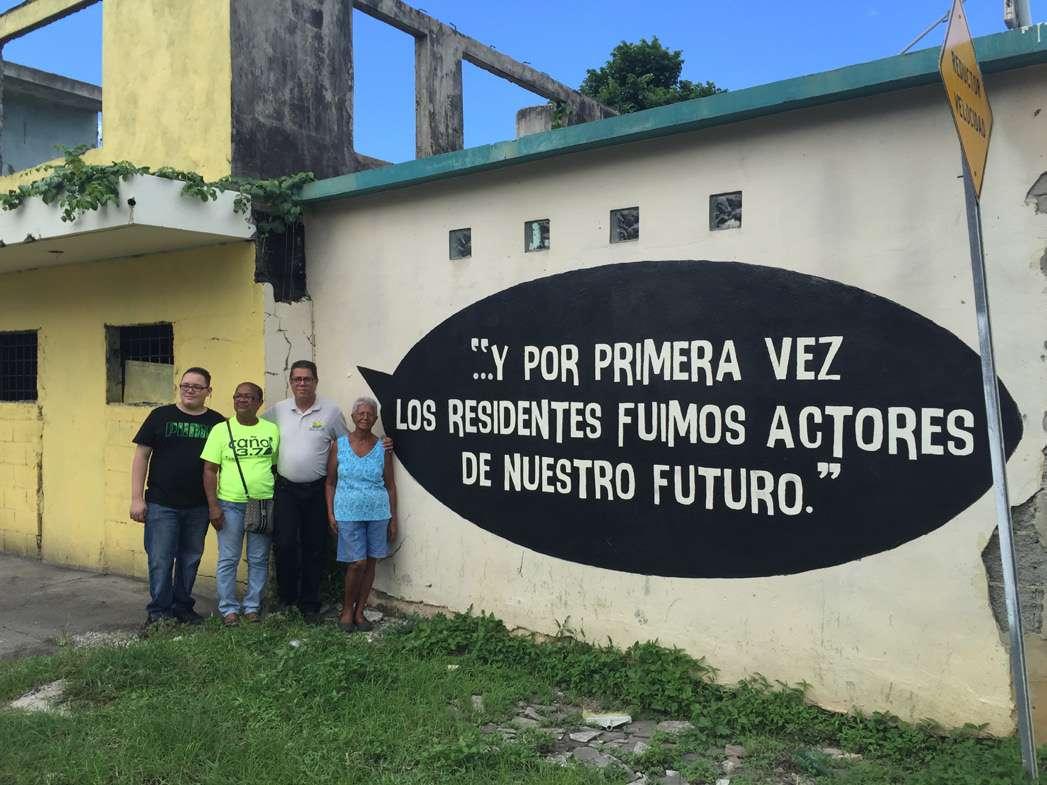 "...Y POR PRIMERA VEZ
LOS RESIDENTES FUIMOS ACTORES
DE NUESTRO FUTURO."
REDUCTOR
VELOCIDAD
caño
3.7